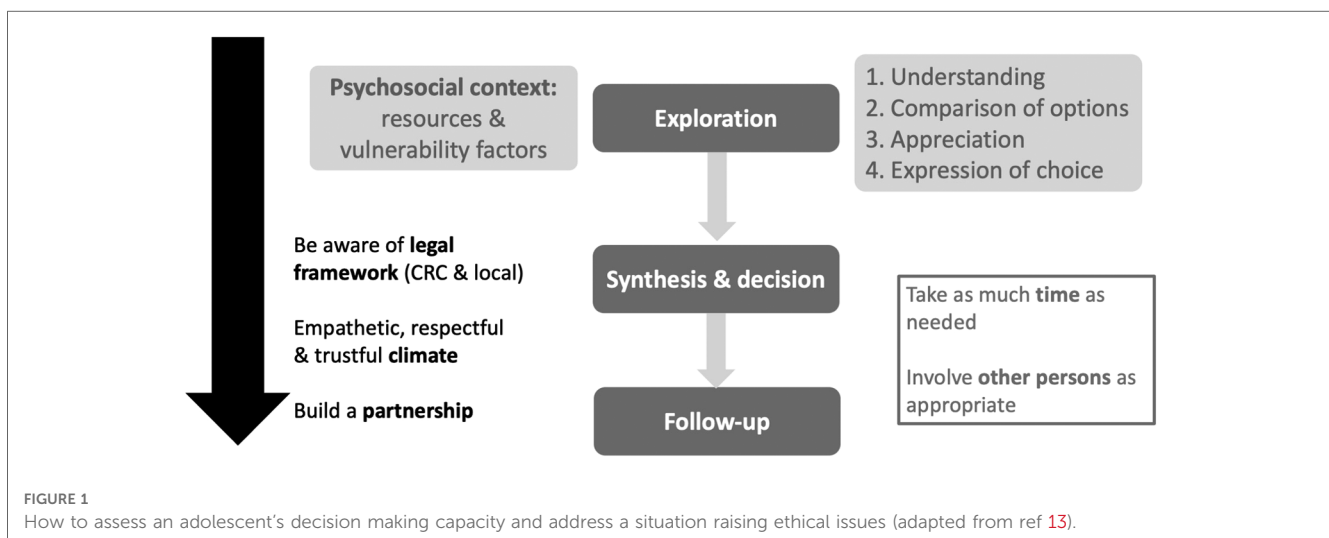 Psychosocial context:
resources &
vulnerability factors
Exploration
1. Understanding
2. Comparison of options
3. Appreciation
4. Expression of choice
Be aware of legal
framework (CRC & local)
Empathetic, respectful
& trustful climate
Build a partnership
Synthesis & decision
Take as much time as
needed
Involve other persons as
appropriate
Follow-up
FIGURE 1
How to assess an adolescent's decision making capacity and address a situation raising ethical issues (adapted from ref 13).